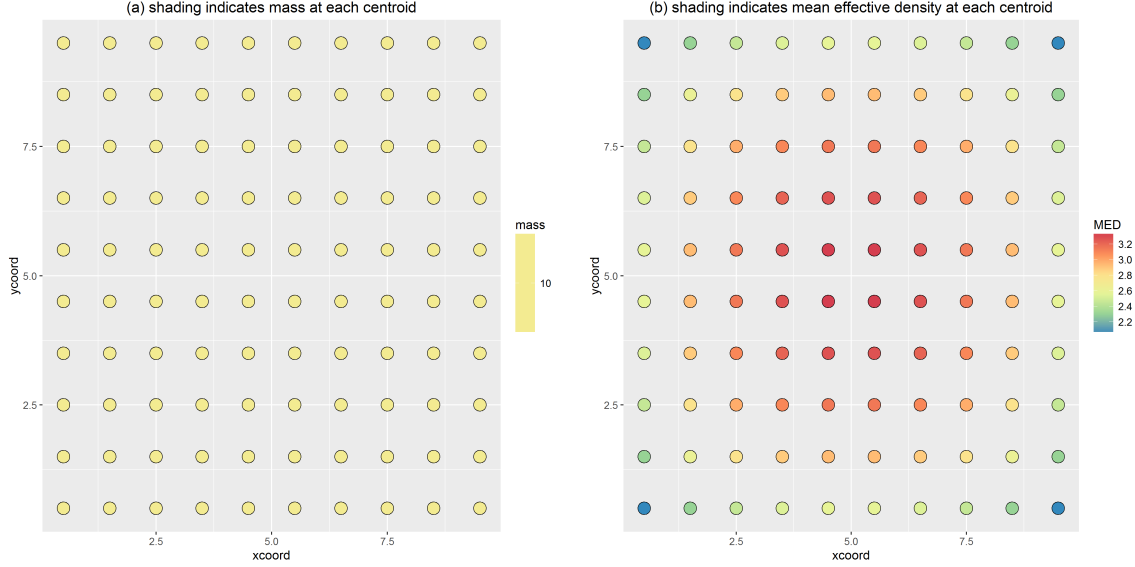 (a) shading indicates mass at each centroid
7.5
5.0
2.5
ycoord
2.5
5.0
7.5
xcoord
mass
10
(b) shading indicates mean effective density at each centroid
7.5
5.0
2.5
ycoord
2.5
5.0
7.5
xcoord
MED
3.2
3.0
2.8
2.6
2.4
2.2